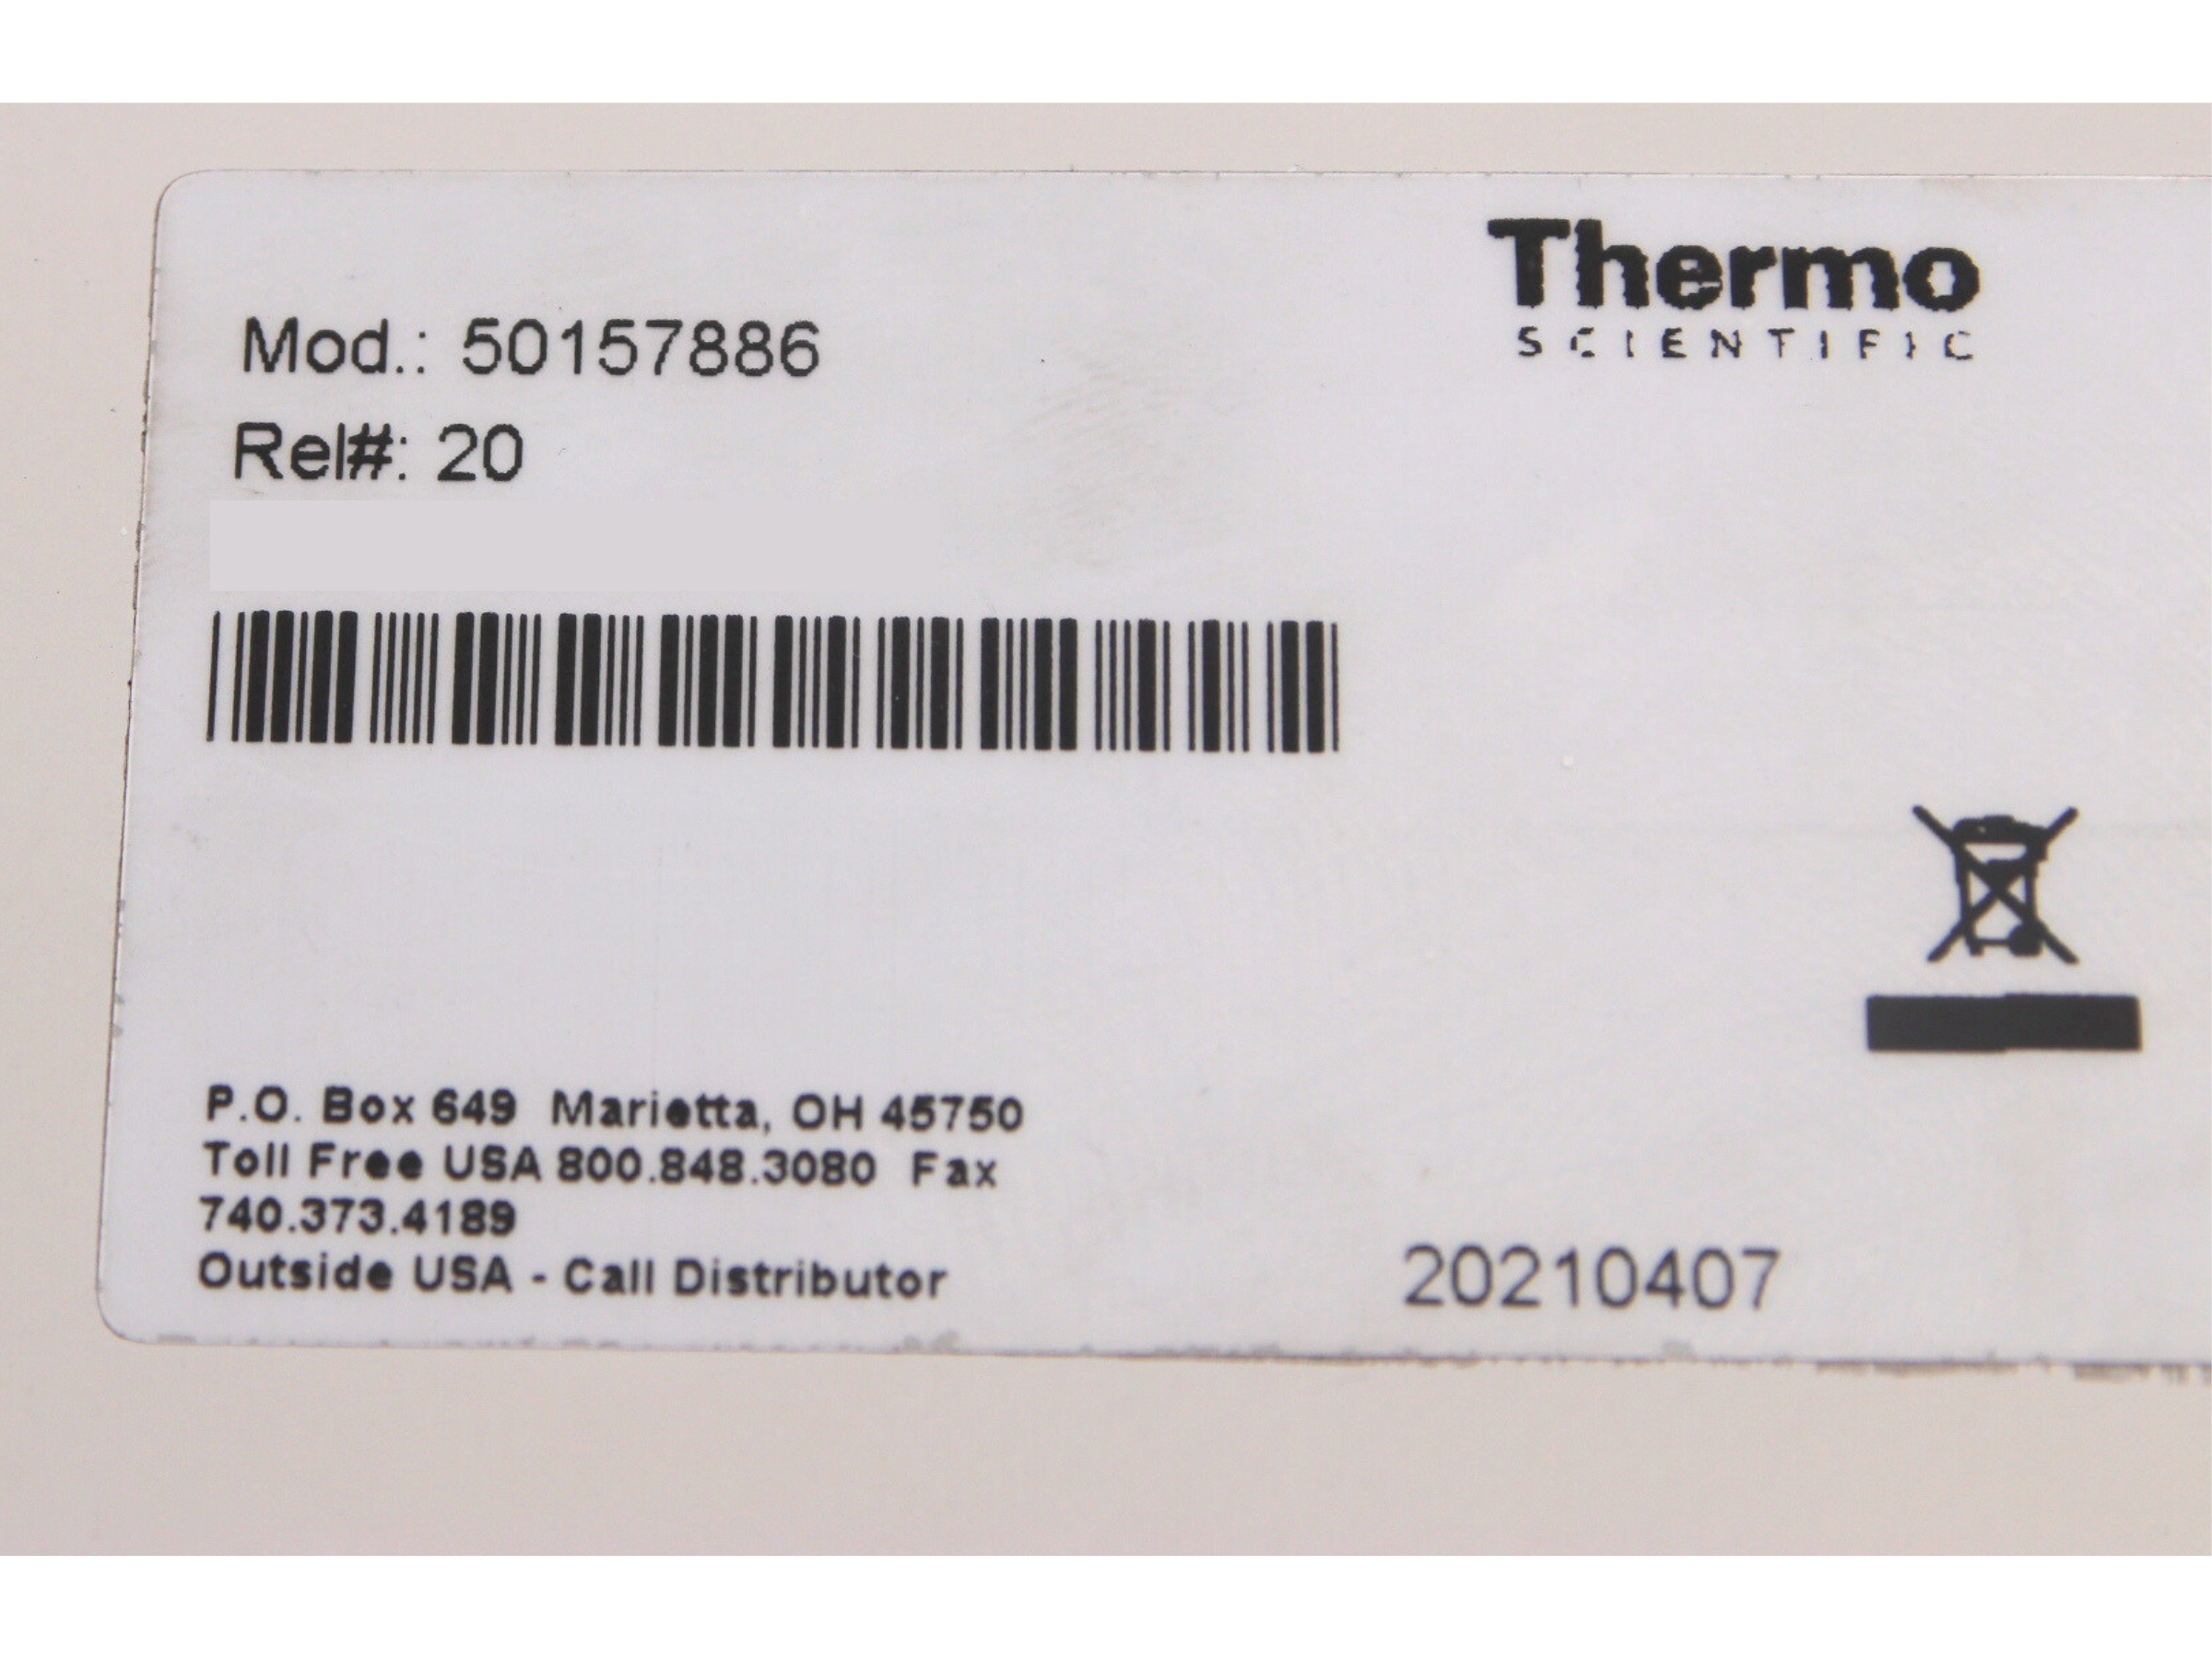 Thermo
SCIENTIFIC
Mod.: 50157886
Rel#: 20
P.O. Box 649 Marietta, OH 45750
Toll Free USA 800.848.3080 Fax
740.373.4189
Outside USA - Call Distributor
20210407